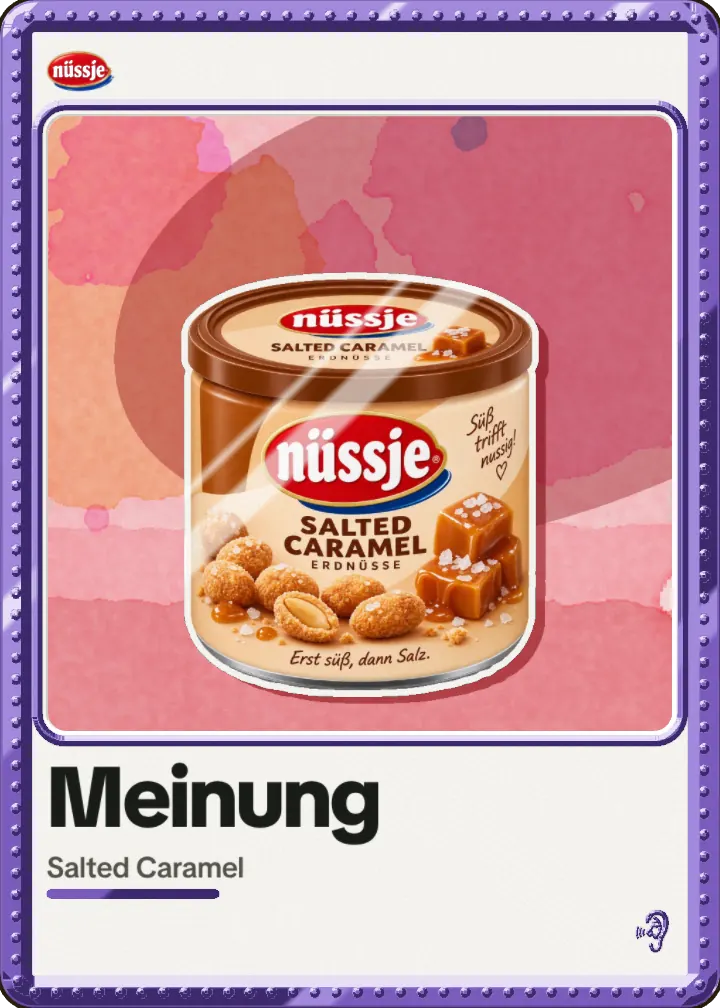 nüssje
nüssje
SALTED CARAMEL
ERDNÜSSE
Süß
trifft
nussig!
nüssje®
SALTED
CARAMEL
ERDNÜSSE
Erst süß, dann Salz.
Meinung
Salted Caramel